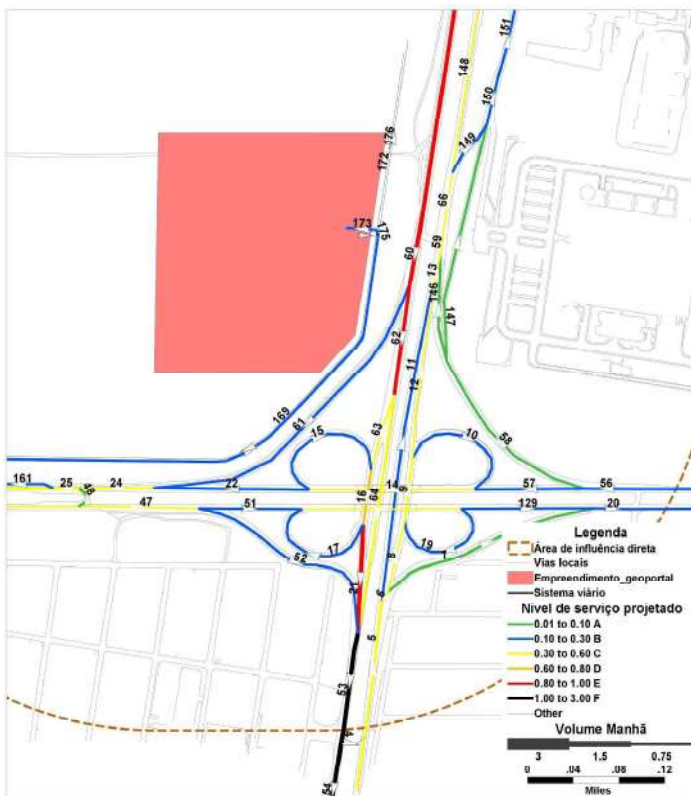 151
148
150
149
176
172
66
173
175
59
60
13
146
147
62
11
12
169
61
63
15
10
58
161
25
24
48
22
14
57
56
16
64
9
47
51
129
20
17
52
19
1
8
21
6
5
53
54
Legenda
Área de influência direta
Vias locais
Empreendimento_geoportal
Sistema viário
Nivel de serviço projetado
0.01 to 0.10 A
0.10 to 0.30 B
0.30 to 0.60 C
0.60 to 0.80 D
0.80 to 1.00 E
1.00 to 3.00 F
Other
Volume Manhã
3 1.5 0.75
0 .04 .08 .12
Miles